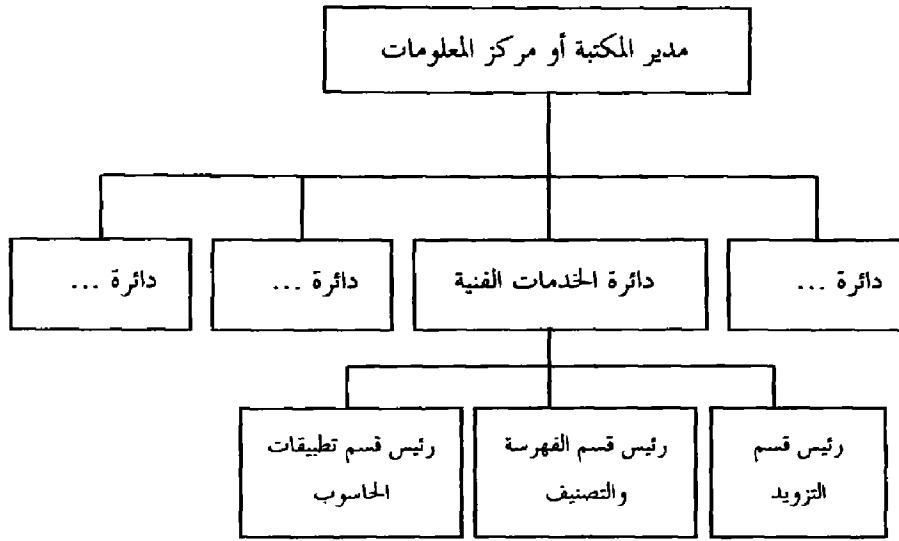 مدير المكتبة أو مركز المعلومات
دائرة ...
دائرة الخدمات الفنية
دائرة ...
دائرة ...
رئيس قسم
التزويد
رئيس قسم الفهرسة
والتصنيف
رئيس قسم تطبيقات
الحاسوب